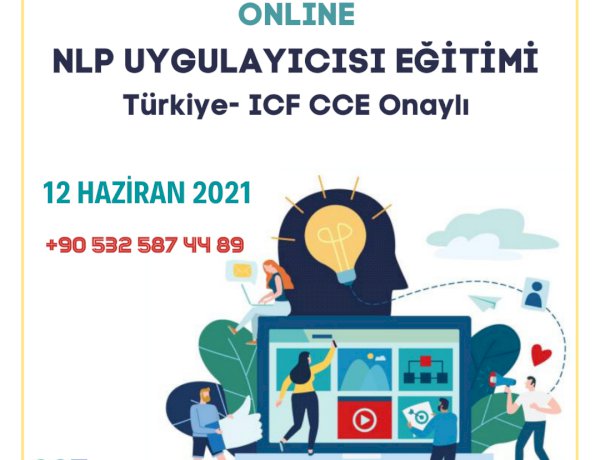 ONLINE
NLP UYGULAYICISI EĞİTİMİ
Türkiye- ICF CCE Onaylı
12 HAZİRAN 2021
+90 532 587 44 89